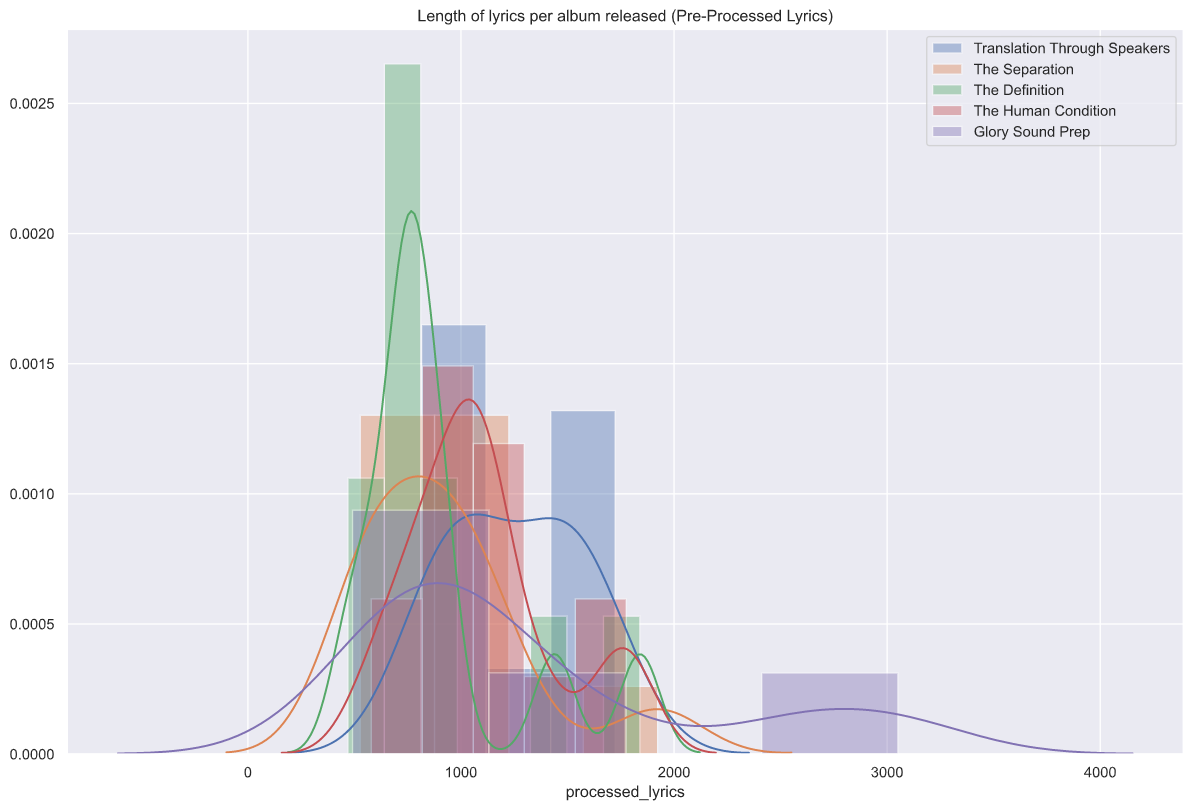 Length of lyrics per album released (Pre-Processed Lyrics)
Translation Through Speakers
The Separation
The Definition
The Human Condition
Glory Sound Prep
0.0025
0.0020
0.0015
0.0010
0.0005
0.0000
0 1000 2000 3000 4000
processed_lyrics